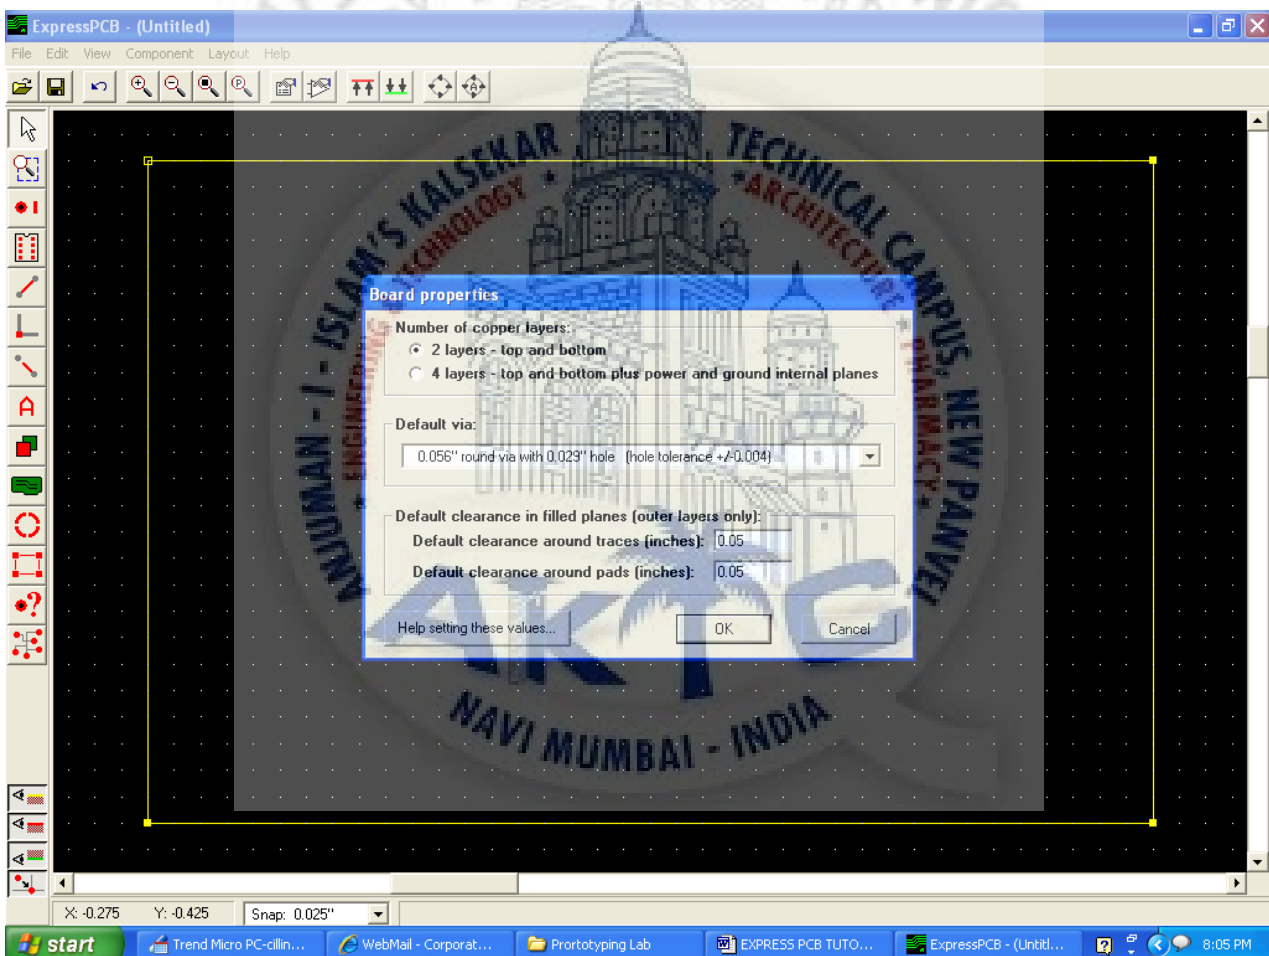 ExpressPCB - (Untitled)
File Edit View Component Layout Help
ANJUMAN - I - ISLAM'S KALSEKAR TECHNICAL CAMPUS, NEW PANVEL
ENGINEERING & TECHNOLOGY * * ARCHITECTURE * PHARMACY *
Board properties
Number of copper layers:
2 layers - top and bottom
4 layers - top and bottom plus power and ground internal planes
Default via:
0.056" round via with 0.029" hole (hole tolerance +/-0.004)
Default clearance in filled planes (outer layers only):
Default clearance around traces (inches): 0.05
Default clearance around pads (inches): 0.05
Help setting these values... OK Cancel
AKTC
NAVI MUMBAI - INDIA
X: -0.275 Y: -0.425 Snap: 0.025"
start Trend Micro PC-cillin... WebMail - Corporat... Prortotyping Lab EXPRESS PCB TUTO... ExpressPCB - (Untitl... 8:05 PM